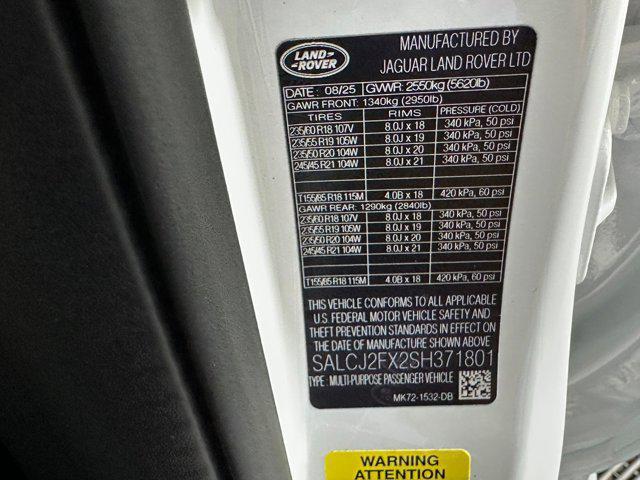 LAND
ROVER
MANUFACTURED BY
JAGUAR LAND ROVER LTD
DATE: 08/25 GVWR: 2550kg (5620lb)
GAWR FRONT: 1340kg (2950lb)
TIRES RIMS PRESSURE (COLD)
235/60 R18 107V 8.0J x 18 340 kPa, 50 psi
235/55 R19 105W 8.0J x 19 340 kPa, 50 psi
235/50 R20 104W 8.0J x 20 340 kPa, 50 psi
245/45 R21 104W 8.0J x 21 340 kPa, 50 psi
T155/85 R18 115M 4.0B x 18 420 kPa, 60 psi
GAWR REAR: 1290kg (2840lb)
235/60 R18 107V 8.0J x 18 340 kPa, 50 psi
235/55 R19 105W 8.0J x 19 340 kPa, 50 psi
235/50 R20 104W 8.0J x 20 340 kPa, 50 psi
245/45 R21 104W 8.0J x 21 340 kPa, 50 psi
T155/85 R18 115M 4.0B x 18 420 kPa, 60 psi
THIS VEHICLE CONFORMS TO ALL APPLICABLE
U.S. FEDERAL MOTOR VEHICLE SAFETY AND
THEFT PREVENTION STANDARDS IN EFFECT ON
THE DATE OF MANUFACTURE SHOWN ABOVE
SALCJ2FX2SH371801
TYPE: MULTI-PURPOSE PASSENGER VEHICLE
MK72-1532-DB
WARNING
ATTENTION